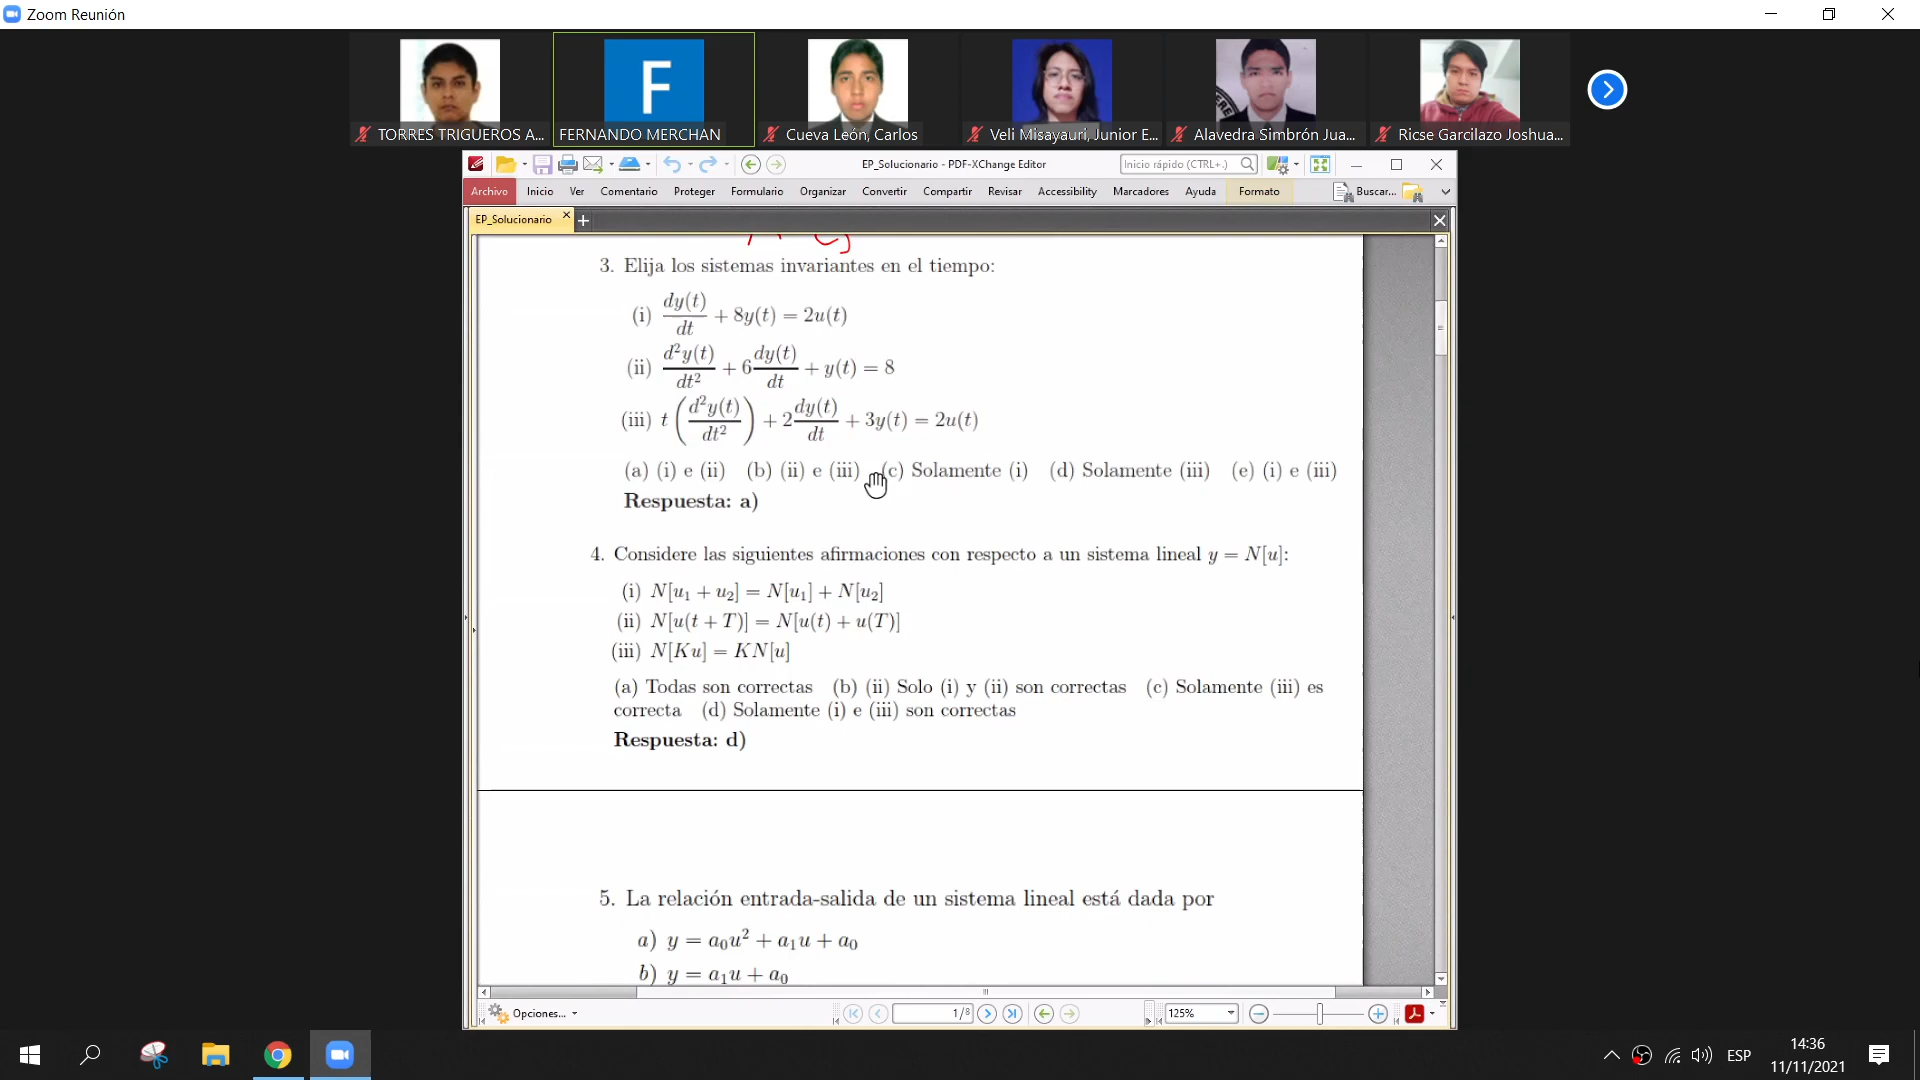 Zoom Reunión
F
TORRES TRIGUEROS A...
FERNANDO MERCHAN
Cueva León, Carlos
Veli Misayauri, Junior E...
Alavedra Simbrón Jua...
Ricse Garcilazo Joshua...
EP_Solucionario - PDF-XChange Editor
Inicio rápido (CTRL+.)
Archivo Inicio Ver Comentario Proteger Formulario Organizar Convertir Compartir Revisar Accessibility Marcadores Ayuda Formato Buscar...
EP_Solucionario
3. Elija los sistemas invariantes en el tiempo:
(i) dy(t)/dt + 8y(t) = 2u(t)
(ii) d²y(t)/dt² + 6 dy(t)/dt + y(t) = 8
(iii) t (d²y(t)/dt²) + 2 dy(t)/dt + 3y(t) = 2u(t)
(a) (i) e (ii) (b) (ii) e (iii) (c) Solamente (i) (d) Solamente (iii) (e) (i) e (iii)
Respuesta: a)
4. Considere las siguientes afirmaciones con respecto a un sistema lineal y = N[u]:
(i) N[u₁ + u₂] = N[u₁] + N[u₂]
(ii) N[u(t + T)] = N[u(t) + u(T)]
(iii) N[Ku] = KN[u]
(a) Todas son correctas (b) (ii) Solo (i) y (ii) son correctas (c) Solamente (iii) es
correcta (d) Solamente (i) e (iii) son correctas
Respuesta: d)
5. La relación entrada-salida de un sistema lineal está dada por
a) y = a₀u² + a₁u + a₀
b) y = a₁u + a₀
Opciones...
1/8
125%
ESP
14:36
11/11/2021